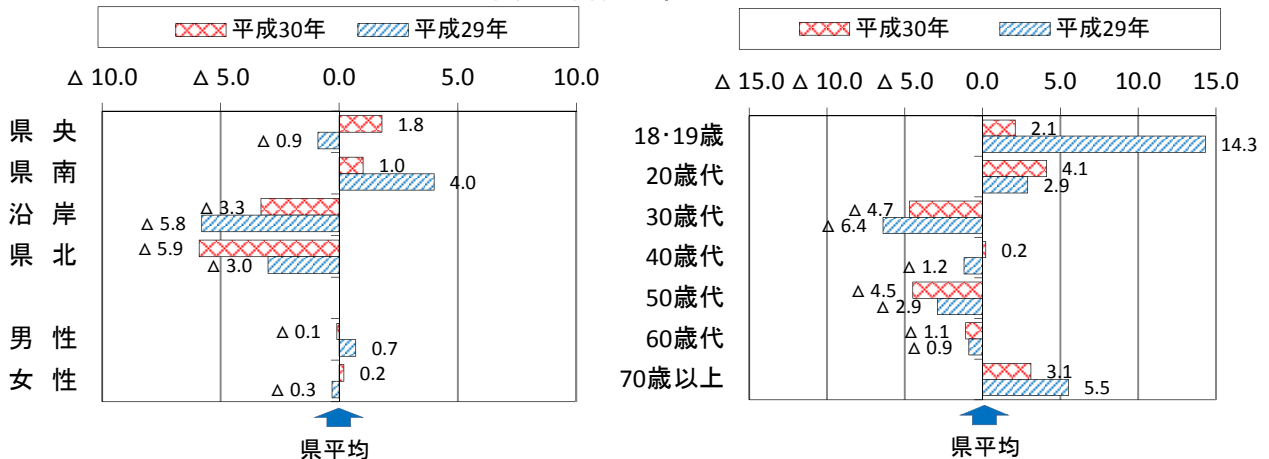 平成30年 平成29年
△ 10.0 △ 5.0 0.0 5.0 10.0
県 央
1.8
△ 0.9
県 南
1.0
4.0
沿 岸
△ 3.3
△ 5.8
県 北
△ 5.9
△ 3.0
男 性
△ 0.1
0.7
女 性
0.2
△ 0.3
県平均
平成30年 平成29年
△ 15.0 △ 10.0 △ 5.0 0.0 5.0 10.0 15.0
18･19歳
2.1
14.3
20歳代
4.1
2.9
30歳代
△ 4.7
△ 6.4
40歳代
0.2
△ 1.2
50歳代
△ 4.5
△ 2.9
60歳代
△ 1.1
△ 0.9
70歳以上
3.1
5.5
県平均